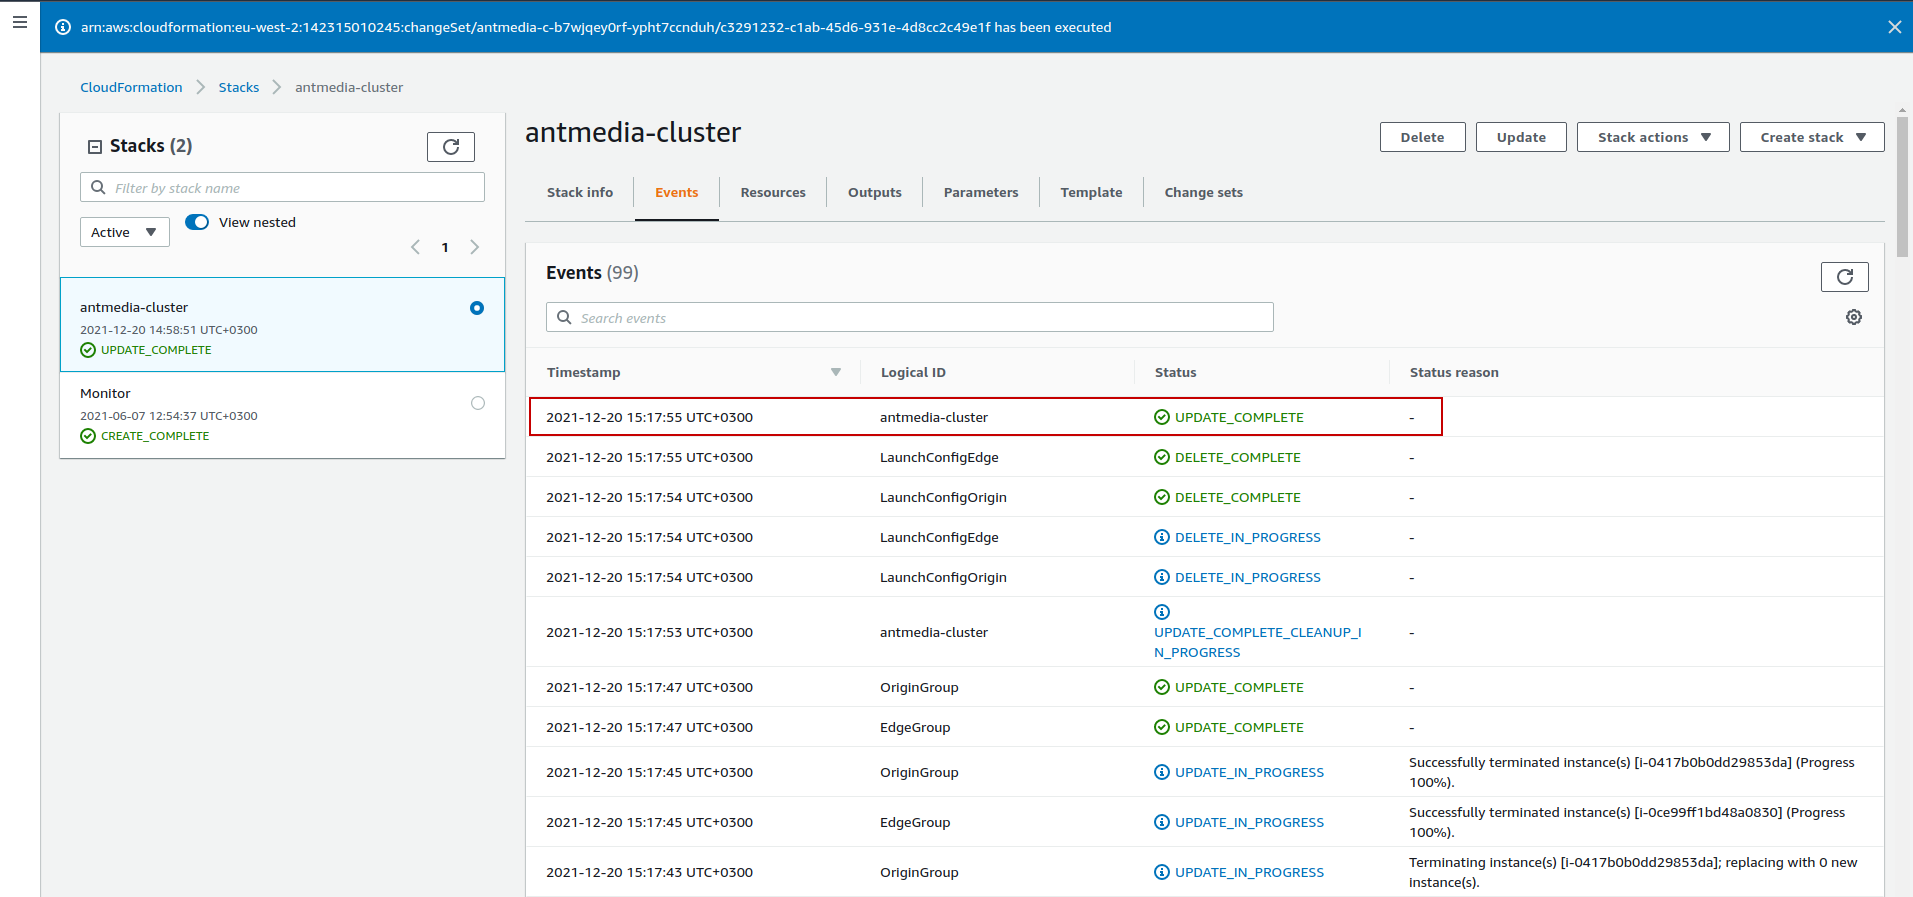 arn:aws:cloudformation:eu-west-2:142315010245:changeSet/antmedia-c-b7wjqey0rf-ypht7ccnduh/c3291232-c1ab-45d6-931e-4d8cc2c49e1f has been executed
CloudFormation Stacks antmedia-cluster
Stacks (2)
Filter by stack name
Active View nested
1
antmedia-cluster
2021-12-20 14:58:51 UTC+0300
UPDATE_COMPLETE
Monitor
2021-06-07 12:54:37 UTC+0300
CREATE_COMPLETE
antmedia-cluster Delete Update Stack actions Create stack
Stack info Events Resources Outputs Parameters Template Change sets
Events (99)
Search events
Timestamp Logical ID Status Status reason
2021-12-20 15:17:55 UTC+0300 antmedia-cluster UPDATE_COMPLETE -
2021-12-20 15:17:55 UTC+0300 LaunchConfigEdge DELETE_COMPLETE -
2021-12-20 15:17:54 UTC+0300 LaunchConfigOrigin DELETE_COMPLETE -
2021-12-20 15:17:54 UTC+0300 LaunchConfigEdge DELETE_IN_PROGRESS -
2021-12-20 15:17:54 UTC+0300 LaunchConfigOrigin DELETE_IN_PROGRESS -
2021-12-20 15:17:53 UTC+0300 antmedia-cluster UPDATE_COMPLETE_CLEANUP_I -
N_PROGRESS
2021-12-20 15:17:47 UTC+0300 OriginGroup UPDATE_COMPLETE -
2021-12-20 15:17:47 UTC+0300 EdgeGroup UPDATE_COMPLETE -
2021-12-20 15:17:45 UTC+0300 OriginGroup UPDATE_IN_PROGRESS Successfully terminated instance(s) [i-0417b0b0dd29853da] (Progress
100%).
2021-12-20 15:17:45 UTC+0300 EdgeGroup UPDATE_IN_PROGRESS Successfully terminated instance(s) [i-0ce99ff1bd48a0830] (Progress
100%).
2021-12-20 15:17:43 UTC+0300 OriginGroup UPDATE_IN_PROGRESS Terminating instance(s) [i-0417b0b0dd29853da]; replacing with 0 new
instance(s).